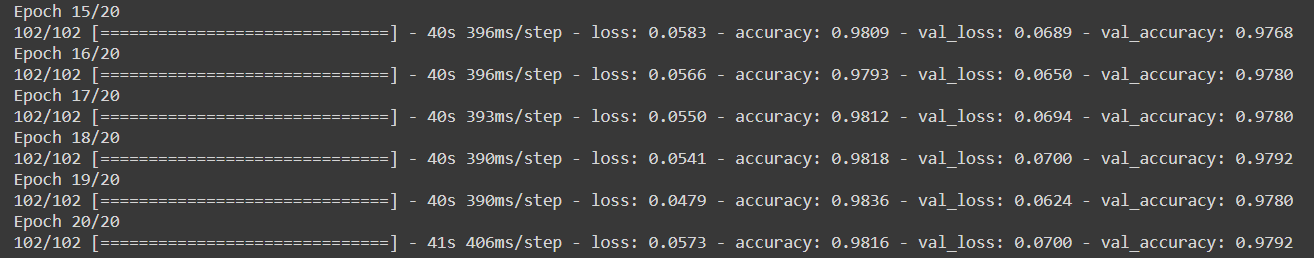 Epoch 15/20
102/102 [==============================] - 40s 396ms/step - loss: 0.0583 - accuracy: 0.9809 - val_loss: 0.0689 - val_accuracy: 0.9768
Epoch 16/20
102/102 [==============================] - 40s 396ms/step - loss: 0.0566 - accuracy: 0.9793 - val_loss: 0.0650 - val_accuracy: 0.9780
Epoch 17/20
102/102 [==============================] - 40s 393ms/step - loss: 0.0550 - accuracy: 0.9812 - val_loss: 0.0694 - val_accuracy: 0.9780
Epoch 18/20
102/102 [==============================] - 40s 390ms/step - loss: 0.0541 - accuracy: 0.9818 - val_loss: 0.0700 - val_accuracy: 0.9792
Epoch 19/20
102/102 [==============================] - 40s 390ms/step - loss: 0.0479 - accuracy: 0.9836 - val_loss: 0.0624 - val_accuracy: 0.9780
Epoch 20/20
102/102 [==============================] - 41s 406ms/step - loss: 0.0573 - accuracy: 0.9816 - val_loss: 0.0700 - val_accuracy: 0.9792